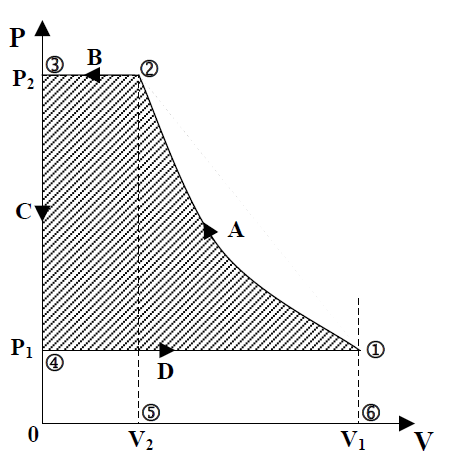 P
③ B ②
P₂
C A
P₁ ①
④ D
⑤ ⑥
0 V₂ V₁ V